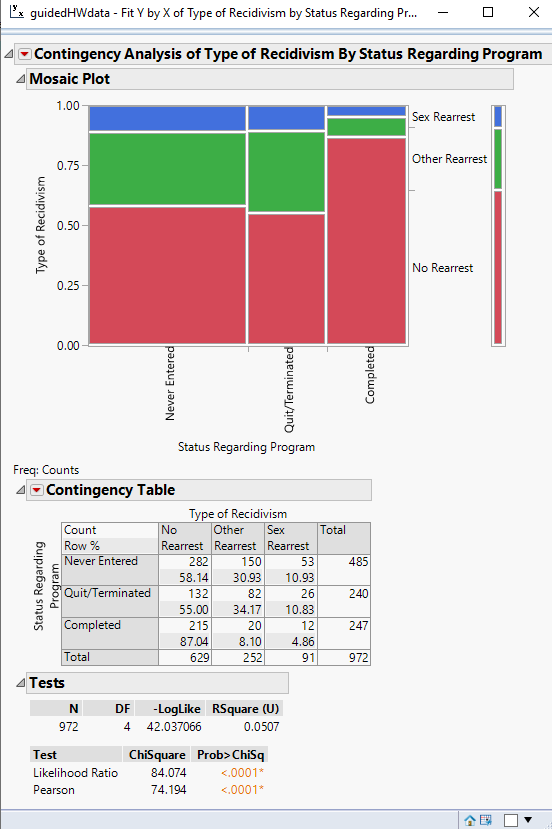 guidedHWdata - Fit Y by X of Type of Recidivism by Status Regarding Pr...
Contingency Analysis of Type of Recidivism By Status Regarding Program
Mosaic Plot
Type of Recidivism
1.00
0.75
0.50
0.25
0.00
Sex Rearrest
Other Rearrest
No Rearrest
Never Entered
Quit/Terminated
Completed
Status Regarding Program
Freq: Counts
Contingency Table
Type of Recidivism
Status Regarding
Program
Count No Other Sex Total
Row % Rearrest Rearrest Rearrest
Never Entered 282 150 53 485
58.14 30.93 10.93
Quit/Terminated 132 82 26 240
55.00 34.17 10.83
Completed 215 20 12 247
87.04 8.10 4.86
Total 629 252 91 972
Tests
N DF -LogLike RSquare (U)
972 4 42.037066 0.0507
Test ChiSquare Prob>ChiSq
Likelihood Ratio 84.074 <.0001*
Pearson 74.194 <.0001*